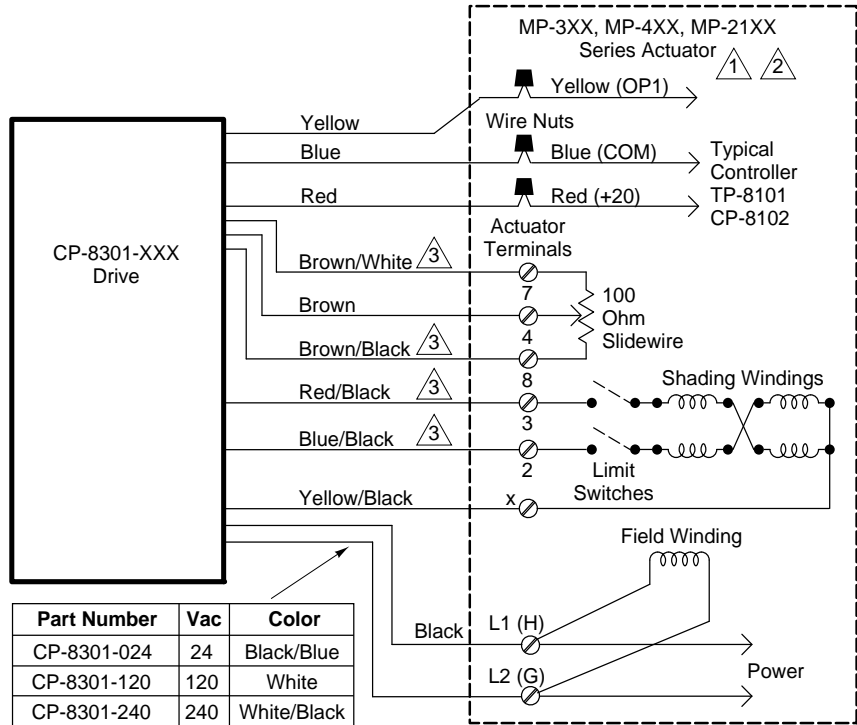 MP-3XX, MP-4XX, MP-21XX
Series Actuator
1 2
Yellow Yellow (OP1)
Wire Nuts
Blue Blue (COM)
Red Red (+20)
Typical
Controller
TP-8101
CP-8102
CP-8301-XXX
Drive
Actuator
Terminals
Brown/White 3
7
Brown
4
Brown/Black 3
8
100
Ohm
Slidewire
Red/Black 3
3
Shading Windings
Blue/Black 3
2
Limit
Switches
Yellow/Black x
Field Winding
Black L1 (H)
L2 (G)
Power
Part Number Vac Color
CP-8301-024 24 Black/Blue
CP-8301-120 120 White
CP-8301-240 240 White/Black